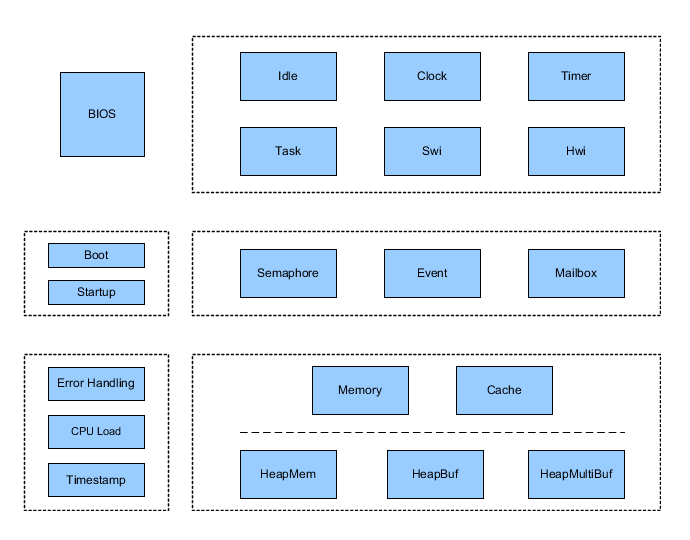 BIOS
Idle
Clock
Timer
Task
Swi
Hwi
Boot
Startup
Semaphore
Event
Mailbox
Error Handling
CPU Load
Timestamp
Memory
Cache
HeapMem
HeapBuf
HeapMultiBuf